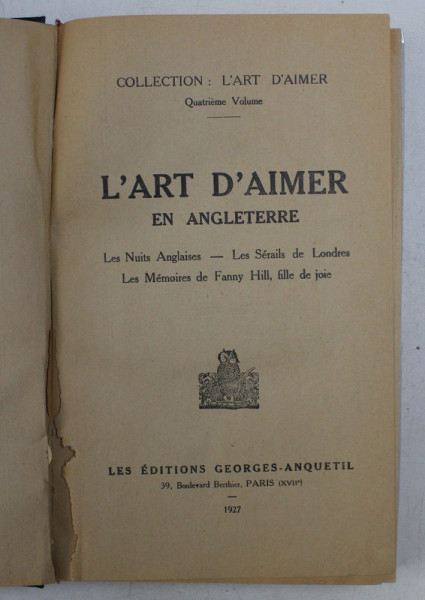 COLLECTION : L'ART D'AIMER
Quatrième Volume
L'ART D'AIMER
EN ANGLETERRE
Les Nuits Anglaises — Les Sérails de Londres
Les Mémoires de Fanny Hill, fille de joie
GA
LES ÉDITIONS GEORGES-ANQUETIL
39, Boulevard Berthier, PARIS (XVIIe)
1927